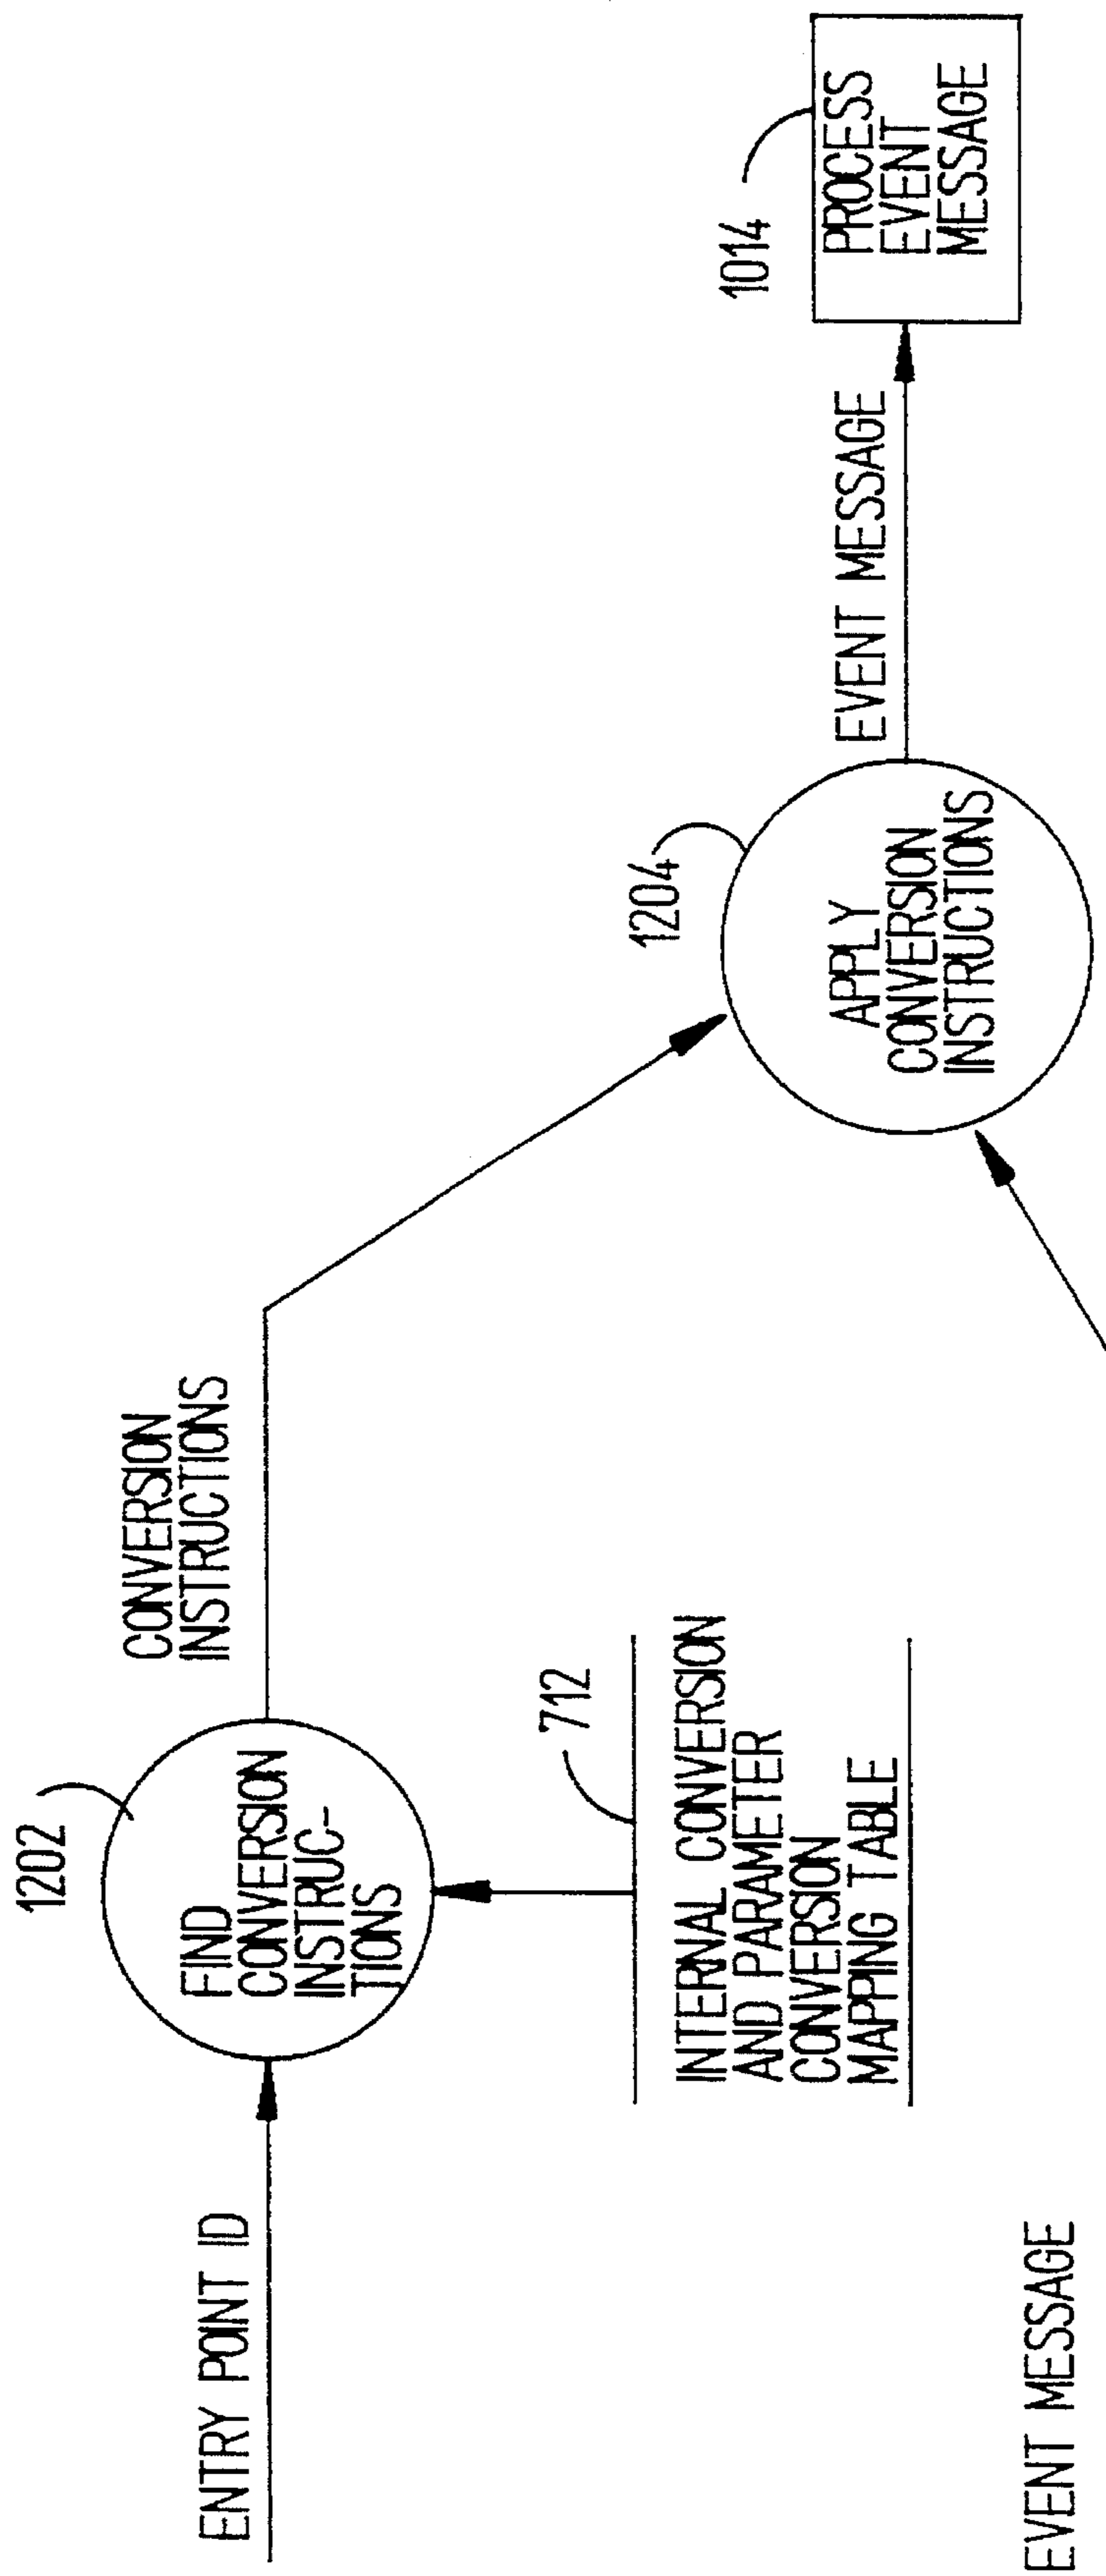 ENTRY POINT ID
1202
FIND
CONVERSION
INSTRUC-
TIONS
CONVERSION
INSTRUCTIONS
712
INTERNAL CONVERSION
AND PARAMETER
CONVERSION
MAPPING TABLE
EVENT MESSAGE
1204
APPLY
CONVERSION
INSTRUCTIONS
EVENT MESSAGE
1014
PROCESS
EVENT
MESSAGE